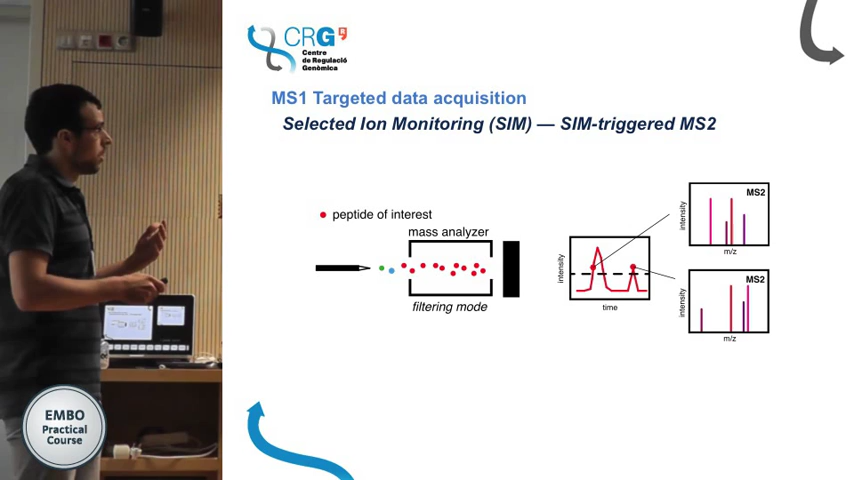 CRG
R
Centre
de Regulació
Genòmica
MS1 Targeted data acquisition
Selected Ion Monitoring (SIM) — SIM-triggered MS2
peptide of interest
mass analyzer
filtering mode
intensity
time
MS2
intensity
m/z
MS2
intensity
m/z
EMBO
Practical
Course